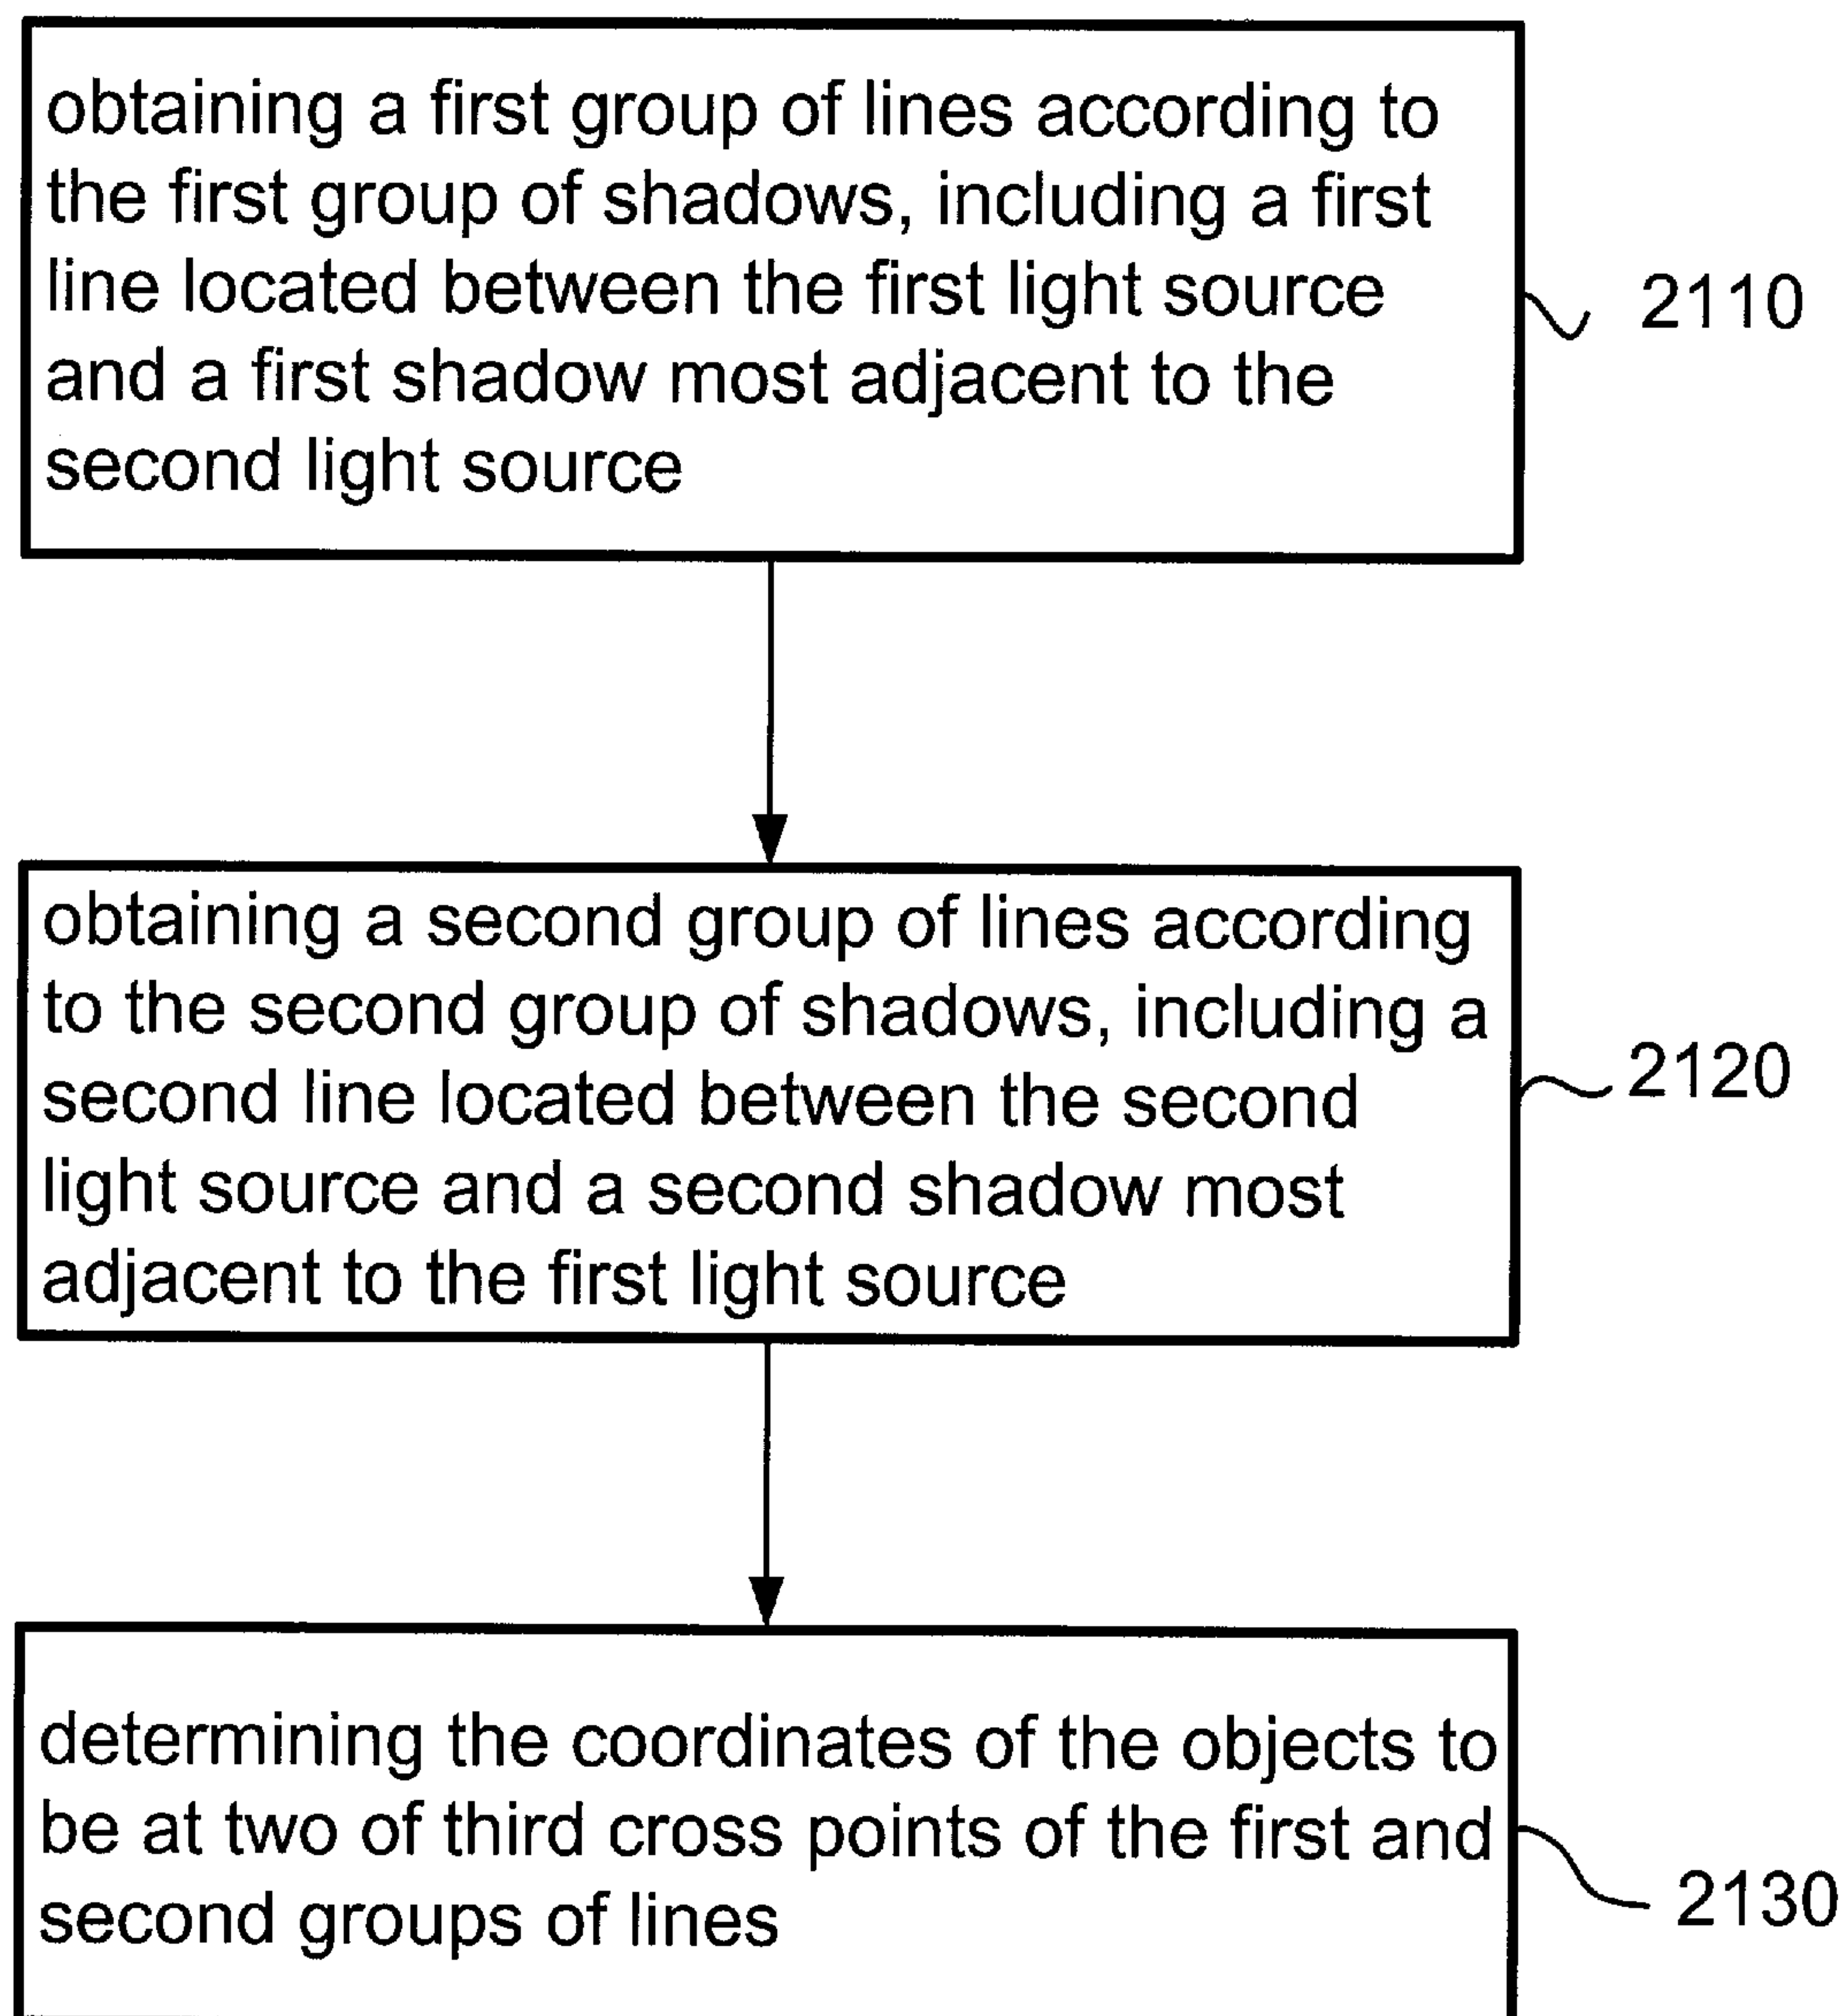 obtaining a first group of lines according to
the first group of shadows, including a first
line located between the first light source
and a first shadow most adjacent to the
second light source
2110
obtaining a second group of lines according
to the second group of shadows, including a
second line located between the second
light source and a second shadow most
adjacent to the first light source
2120
determining the coordinates of the objects to
be at two of third cross points of the first and
second groups of lines
2130